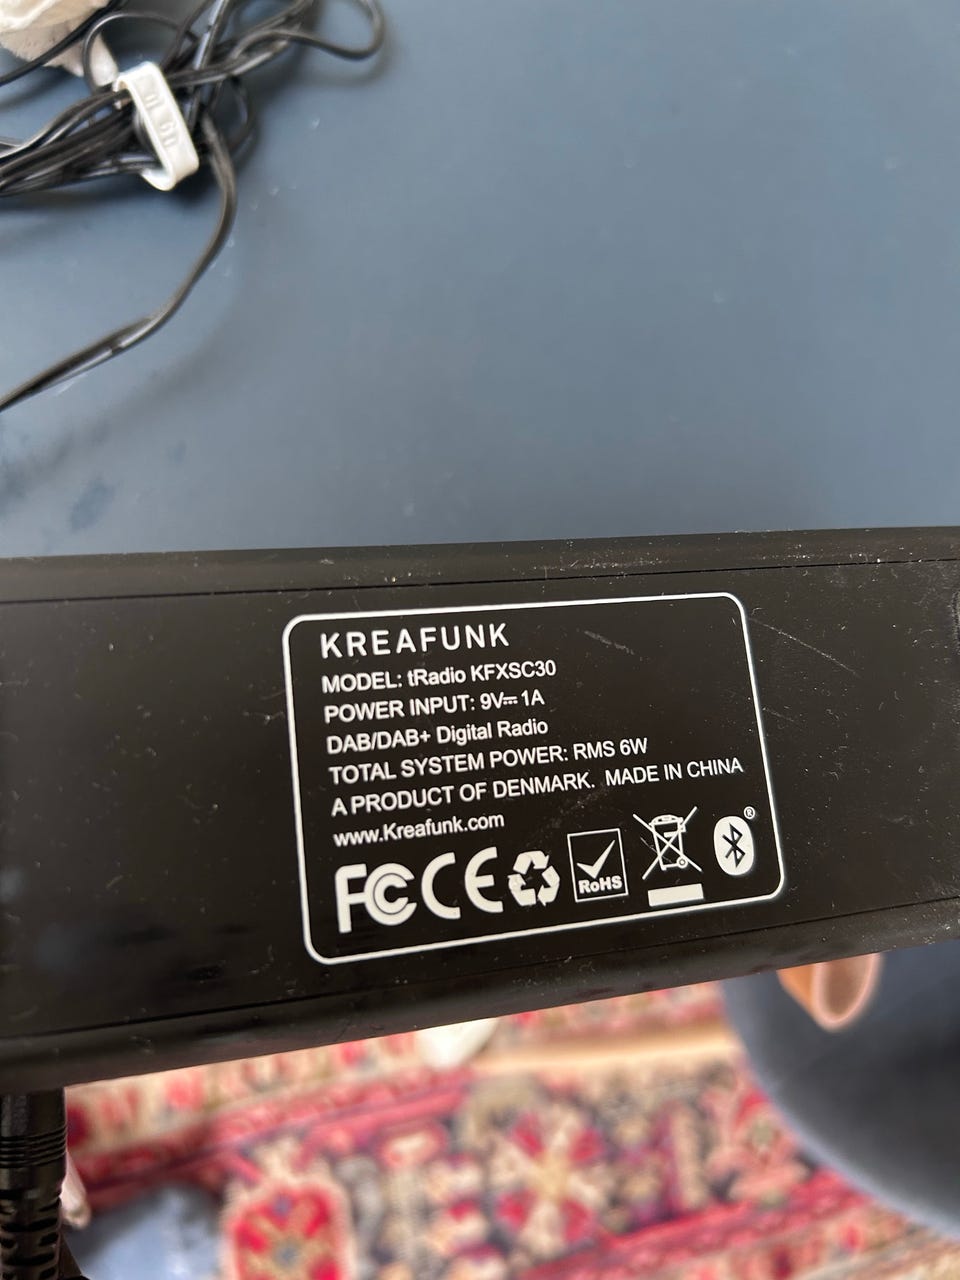 KREAFUNK
MODEL: tRadio KFXSC30
POWER INPUT: 9V⎓1A
DAB/DAB+ Digital Radio
TOTAL SYSTEM POWER: RMS 6W
A PRODUCT OF DENMARK. MADE IN CHINA
www.Kreafunk.com
FC CE RoHS ®